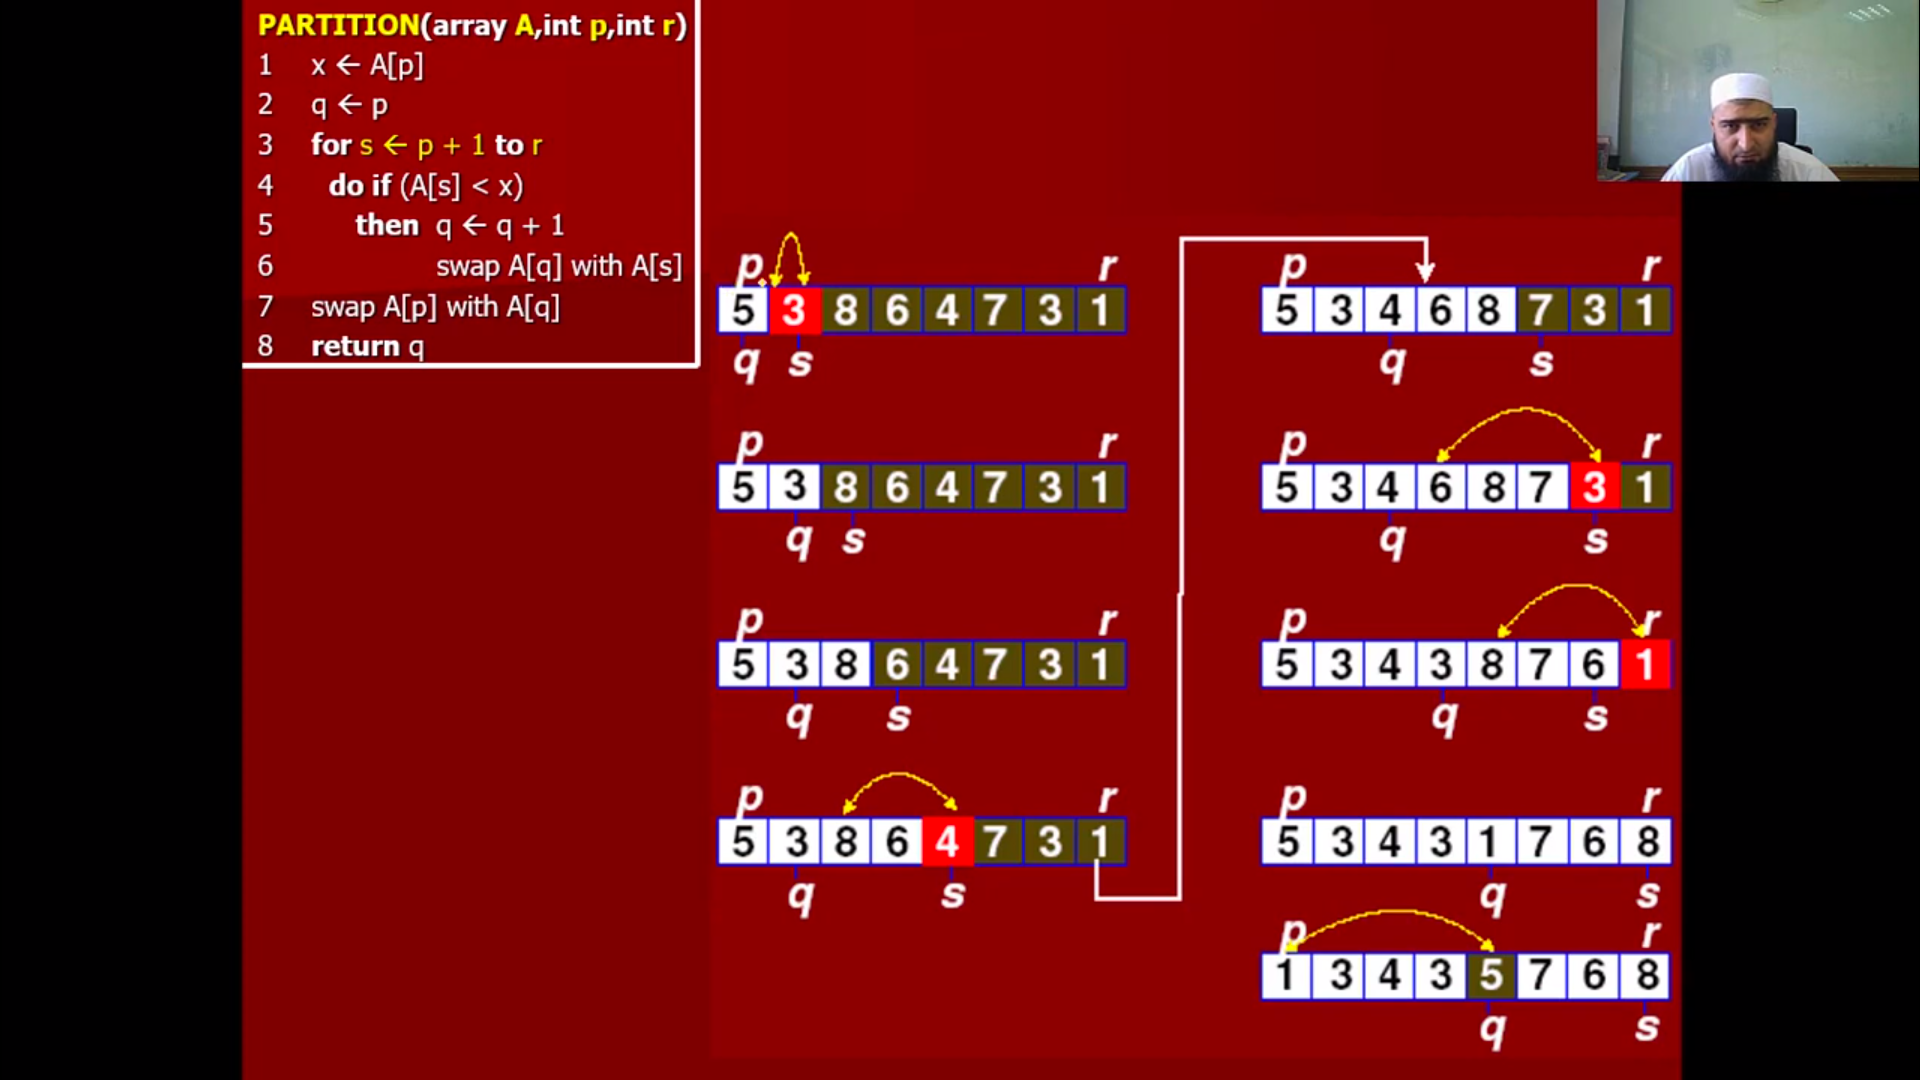 PARTITION(array A,int p,int r)
1 x ← A[p]
2 q ← p
3 for s ← p + 1 to r
4 do if (A[s] < x)
5 then q ← q + 1
6 swap A[q] with A[s]
7 swap A[p] with A[q]
8 return q
p r
5 3 8 6 4 7 3 1
q s
p r
5 3 8 6 4 7 3 1
q s
p r
5 3 8 6 4 7 3 1
q s
p r
5 3 8 6 4 7 3 1
q s
p r
5 3 4 6 8 7 3 1
q s
p r
5 3 4 6 8 7 3 1
q s
p r
5 3 4 3 8 7 6 1
q s
p r
5 3 4 3 1 7 6 8
q s
p r
1 3 4 3 5 7 6 8
q s